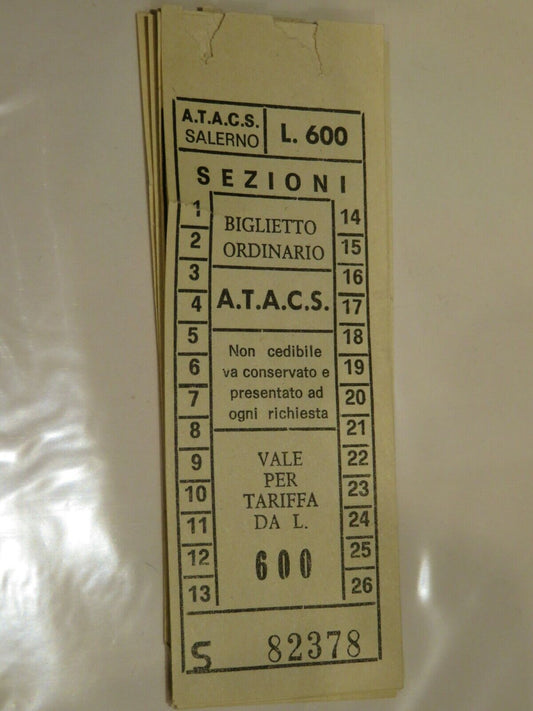 A.T.A.C.S.
SALERNO
L. 600
SEZIONI
1
2
3
4
5
6
7
8
9
10
11
12
13
BIGLIETTO
ORDINARIO
A.T.A.C.S.
Non cedibile
va conservato e
presentato ad
ogni richiesta
VALE
PER
TARIFFA
DA L.
600
14
15
16
17
18
19
20
21
22
23
24
25
26
S 82378